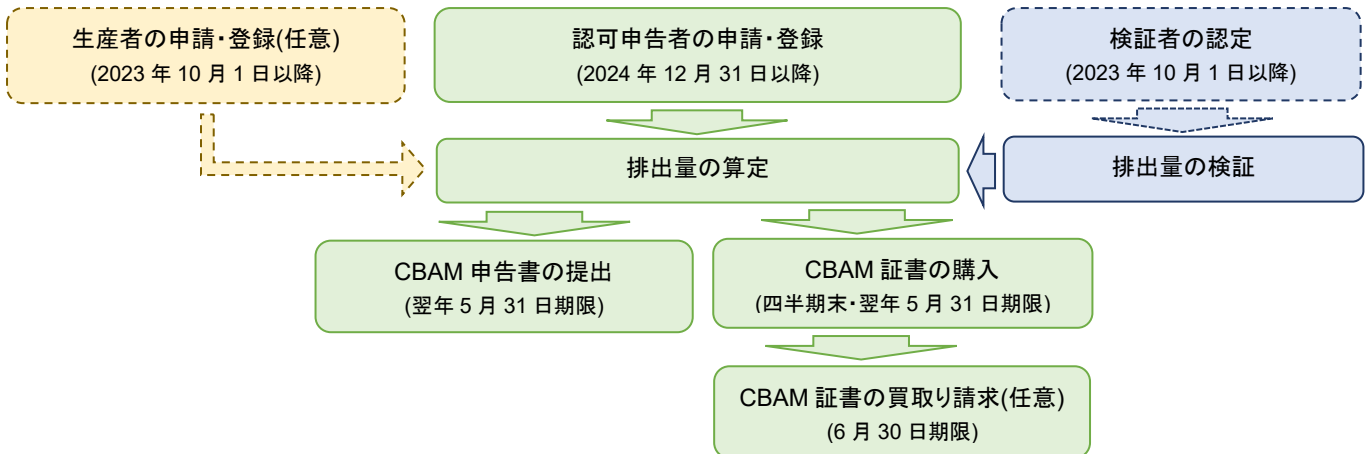 生産者の申請・登録(任意)
(2023 年 10 月 1 日以降)
認可申告者の申請・登録
(2024 年 12 月 31 日以降)
検証者の認定
(2023 年 10 月 1 日以降)
排出量の算定
排出量の検証
CBAM 申告書の提出
(翌年 5 月 31 日期限)
CBAM 証書の購入
(四半期末・翌年 5 月 31 日期限)
CBAM 証書の買取り請求(任意)
(6 月 30 日期限)